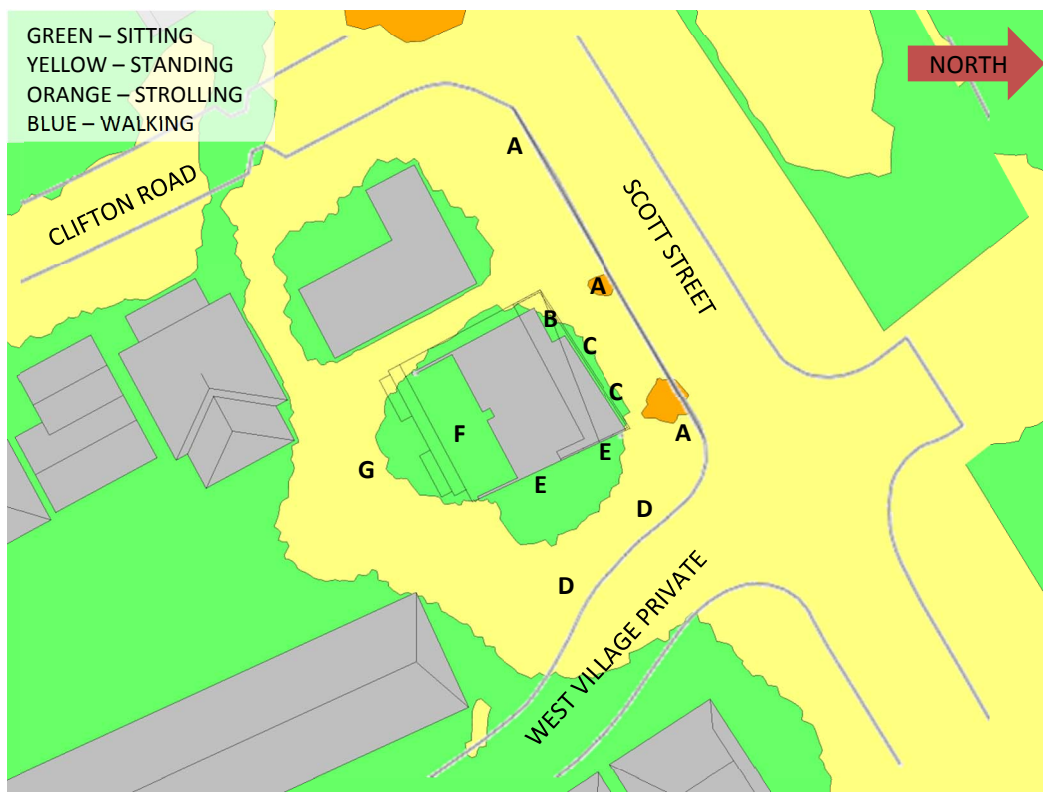 GREEN – SITTING
YELLOW – STANDING
ORANGE – STROLLING
BLUE – WALKING
NORTH
A
CLIFTON ROAD
SCOTT STREET
A
B
C
C
A
F
E
G
E
D
D
WEST VILLAGE PRIVATE